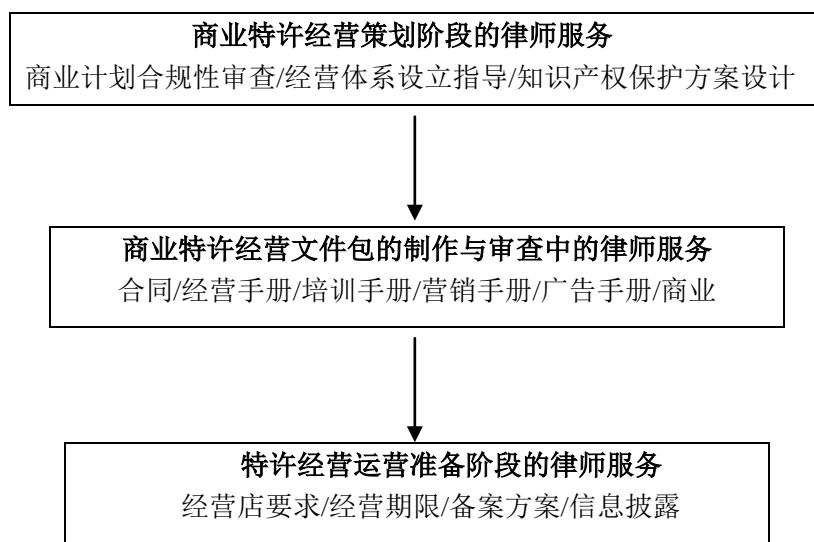 商业特许经营策划阶段的律师服务
商业计划合规性审查/经营体系设立指导/知识产权保护方案设计
商业特许经营文件包的制作与审查中的律师服务
合同/经营手册/培训手册/营销手册/广告手册/商业
特许经营运营准备阶段的律师服务
经营店要求/经营期限/备案方案/信息披露